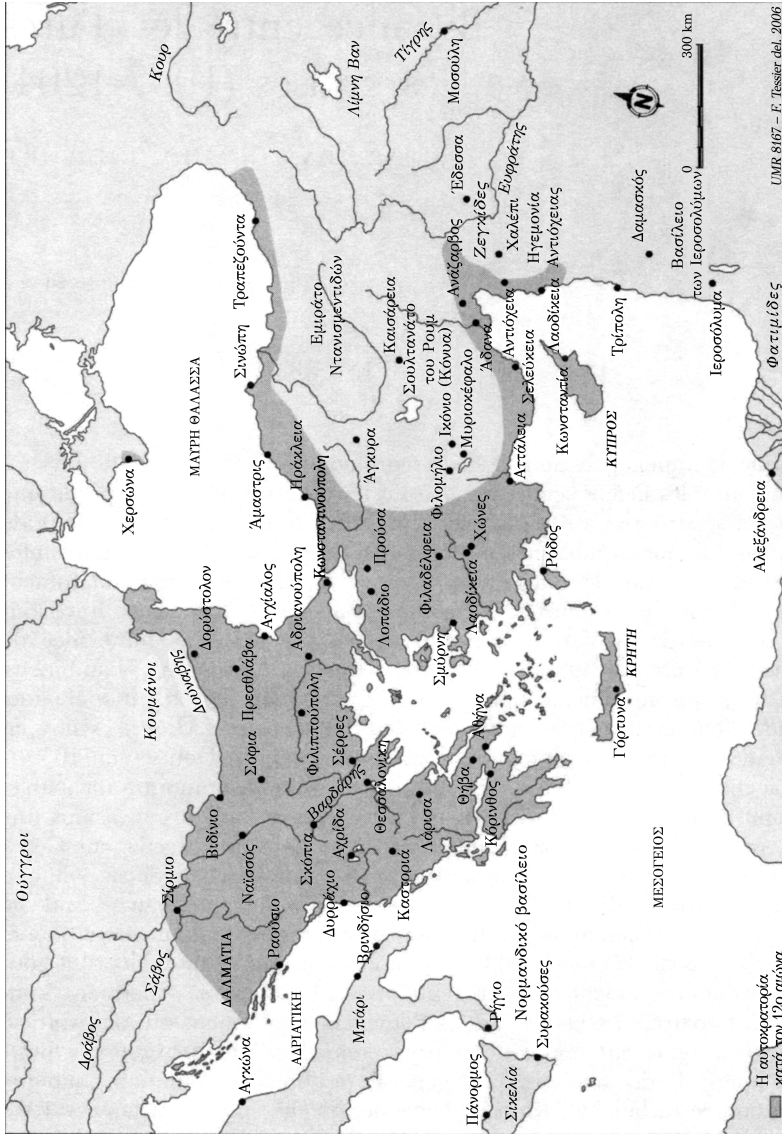 Ούγγροι
Κουμάνοι
Κουρ
Δράβος
Σάβος
Σίρμιο
Βιδίνιο
Δούναβης
Δορύστολον
Χερσώνα
ΜΑΥΡΗ ΘΑΛΑΣΣΑ
Λίμνη Βαν
Τίγρης
Μοσούλη
ΔΑΛΜΑΤΙΑ
Ναϊσσός
Σόφια
Πρεσθλάβα
Αγχίαλος
Σινώπη
Τραπεζούντα
Αγκώνα
Ραούσιο
Σκόπια
Φιλιππούπολη
Αδριανούπολη
Άμαστρις
Ηράκλεια
Κωνσταντινούπολη
Εμιράτο
Ντανισμεντιδών
ΑΔΡΙΑΤΙΚΗ
Δυρράχιο
Αχρίδα
Βαρδάρης
Σέρρες
Θεσσαλονίκη
Προύσα
Λοπάδιο
Άγκυρα
Καισάρεια
Σουλτανάτο
του Ρουμ
Μπάρι
Βρινδήσιο
Καστοριά
Λάρισα
Φιλαδέλφεια
Φιλομήλιο
Ικόνιο (Κόνυα)
Μυριοκέφαλο
Ανάζαρβος
Άδανα
Έδεσσα
Ζεγκίδες
Ευφράτης
Χαλέπι
Σμύρνη
Λαοδίκεια
Χώνες
Αττάλεια
Σελεύκεια
Αντιόχεια
Ηγεμονία
Αντιόχειας
Λαοδίκεια
Θήβα
Αθήνα
Κόρινθος
Ρόδος
Κωνσταντία
ΚΥΠΡΟΣ
Πάνορμος
Ρήγιο
Σικελία
Συρακούσες
Νορμανδικό βασίλειο
Γόρτυνα
ΚΡΗΤΗ
Τρίπολη
Δαμασκός
Βασίλειο
των Ιεροσολύμων
Ιεροσόλυμα
ΜΕΣΟΓΕΙΟΣ
Αλεξάνδρεια
Φατιμίδες
N
0
300 km
Η αυτοκρατορία
κατά τον 12ο αιώνα
UMR 8167 – F. Tessier del. 2006